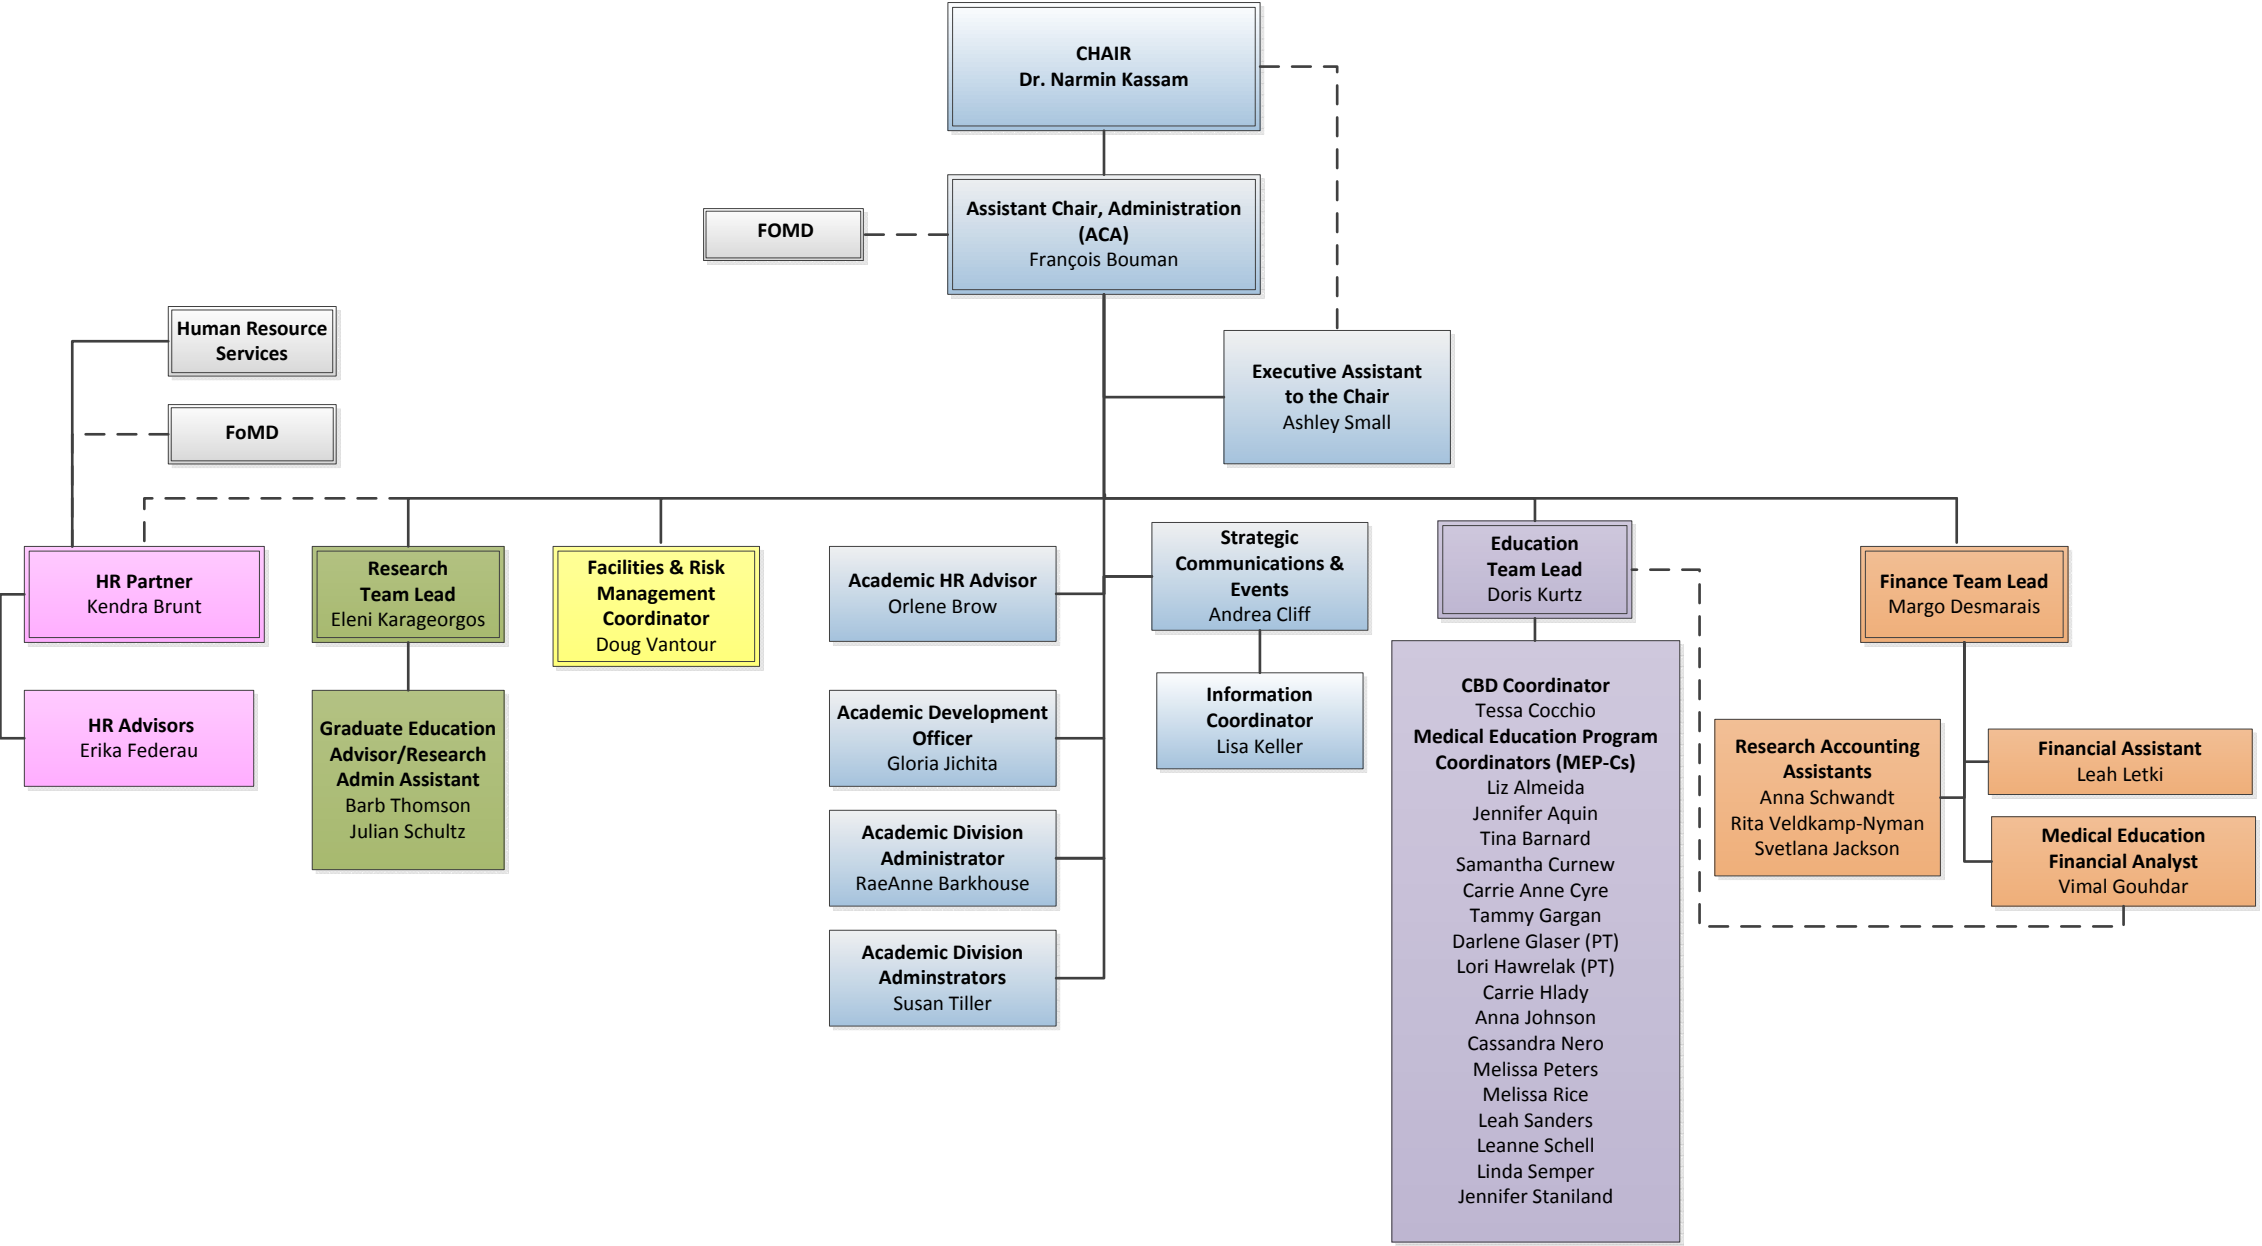 CHAIR
Dr. Narmin Kassam
Assistant Chair, Administration
(ACA)
François Bouman
FOMD
Human Resource
Services
FoMD
Executive Assistant
to the Chair
Ashley Small
HR Partner
Kendra Brunt
HR Advisors
Erika Federau
Research
Team Lead
Eleni Karageorgos
Graduate Education
Advisor/Research
Admin Assistant
Barb Thomson
Julian Schultz
Facilities & Risk
Management
Coordinator
Doug Vantour
Academic HR Advisor
Orlene Brow
Academic Development
Officer
Gloria Jichita
Academic Division
Administrator
RaeAnne Barkhouse
Academic Division
Adminstrators
Susan Tiller
Strategic
Communications &
Events
Andrea Cliff
Information
Coordinator
Lisa Keller
Education
Team Lead
Doris Kurtz
CBD Coordinator
Tessa Cocchio
Medical Education Program
Coordinators (MEP-Cs)
Liz Almeida
Jennifer Aquin
Tina Barnard
Samantha Curnew
Carrie Anne Cyre
Tammy Gargan
Darlene Glaser (PT)
Lori Hawrelak (PT)
Carrie Hlady
Anna Johnson
Cassandra Nero
Melissa Peters
Melissa Rice
Leah Sanders
Leanne Schell
Linda Semper
Jennifer Staniland
Finance Team Lead
Margo Desmarais
Research Accounting
Assistants
Anna Schwandt
Rita Veldkamp-Nyman
Svetlana Jackson
Financial Assistant
Leah Letki
Medical Education
Financial Analyst
Vimal Gouhdar